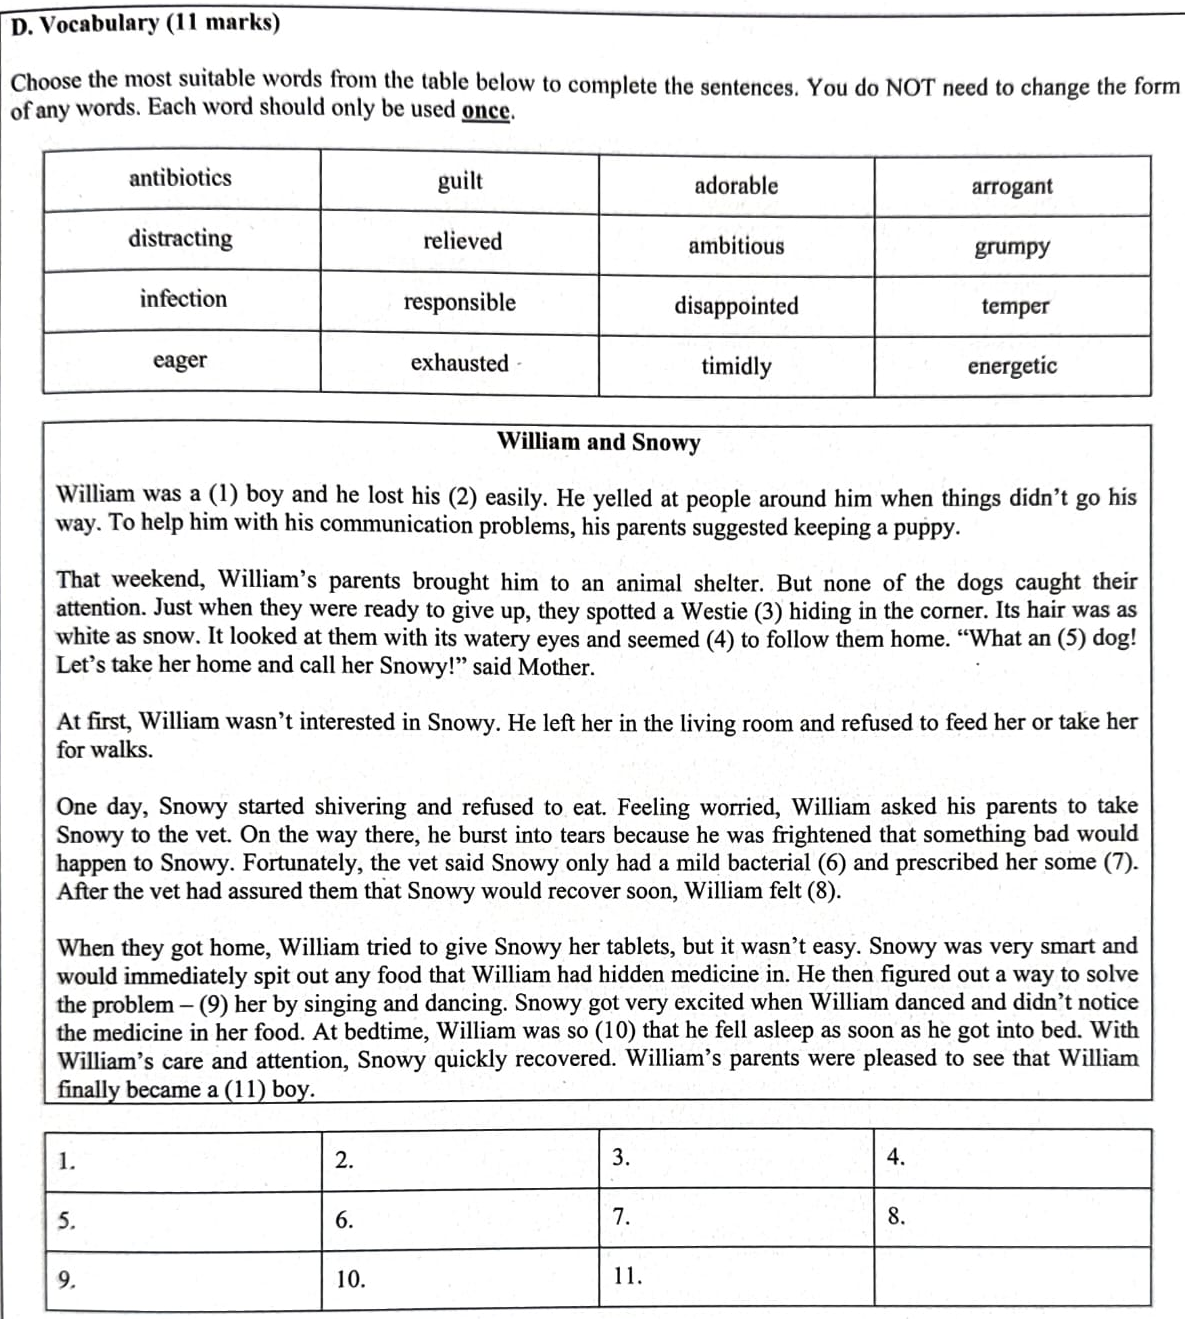 D. Vocabulary (11 marks)
Choose the most suitable words from the table below to complete the sentences. You do NOT need to change the form
of any words. Each word should only be used once.
antibiotics guilt adorable arrogant
distracting relieved ambitious grumpy
infection responsible disappointed temper
eager exhausted timidly energetic
William and Snowy
William was a (1) boy and he lost his (2) easily. He yelled at people around him when things didn't go his
way. To help him with his communication problems, his parents suggested keeping a puppy.
That weekend, William's parents brought him to an animal shelter. But none of the dogs caught their
attention. Just when they were ready to give up, they spotted a Westie (3) hiding in the corner. Its hair was as
white as snow. It looked at them with its watery eyes and seemed (4) to follow them home. “What an (5) dog!
Let's take her home and call her Snowy!” said Mother.
At first, William wasn't interested in Snowy. He left her in the living room and refused to feed her or take her
for walks.
One day, Snowy started shivering and refused to eat. Feeling worried, William asked his parents to take
Snowy to the vet. On the way there, he burst into tears because he was frightened that something bad would
happen to Snowy. Fortunately, the vet said Snowy only had a mild bacterial (6) and prescribed her some (7).
After the vet had assured them that Snowy would recover soon, William felt (8).
When they got home, William tried to give Snowy her tablets, but it wasn't easy. Snowy was very smart and
would immediately spit out any food that William had hidden medicine in. He then figured out a way to solve
the problem – (9) her by singing and dancing. Snowy got very excited when William danced and didn't notice
the medicine in her food. At bedtime, William was so (10) that he fell asleep as soon as he got into bed. With
William's care and attention, Snowy quickly recovered. William's parents were pleased to see that William
finally became a (11) boy.
1. 2. 3. 4.
5. 6. 7. 8.
9. 10. 11.